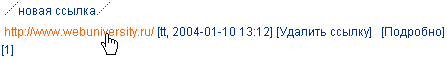 новая ссылка.
http://www.webuniversity.ru/ [tt, 2004-01-10 13:12] [Удалить ссылку] [Подробно]
[1]